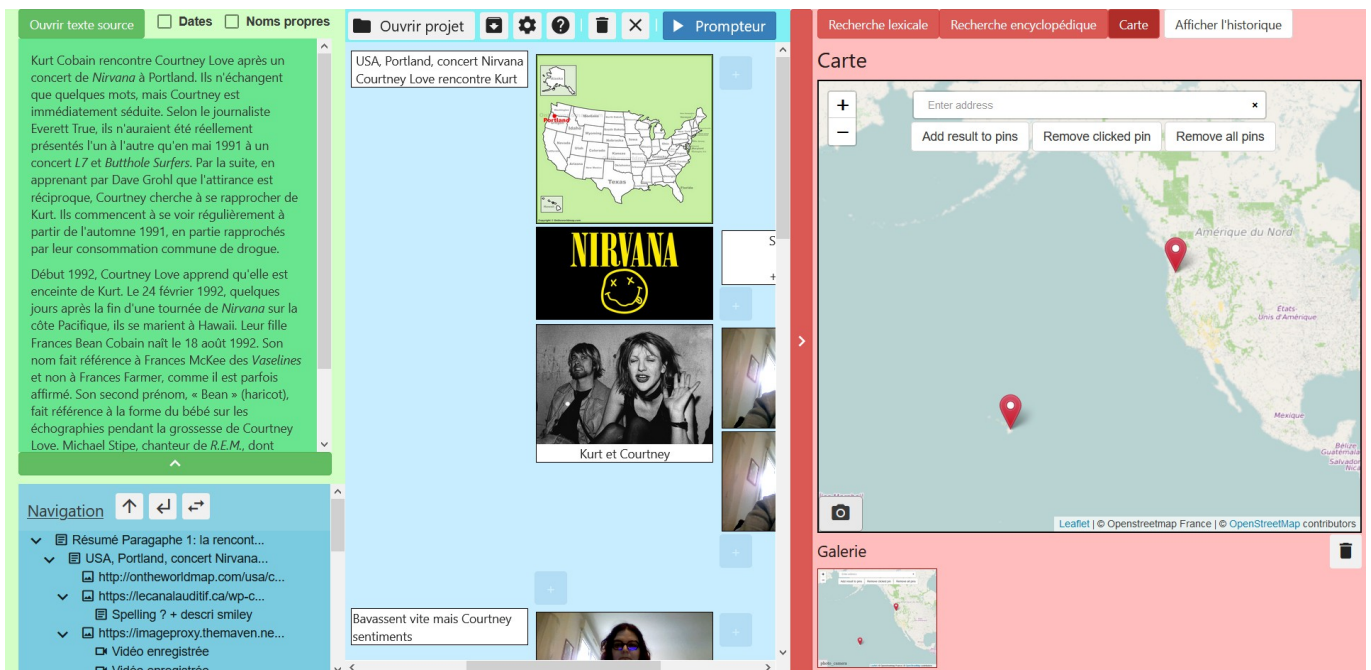 Ouvrir texte source
Dates
Noms propres
Kurt Cobain rencontre Courtney Love après un
concert de Nirvana à Portland. Ils n'échangent
que quelques mots, mais Courtney est
immédiatement séduite. Selon le journaliste
Everett True, ils n'auraient été réellement
présentés l'un à l'autre qu'en mai 1991 à un
concert L7 et Butthole Surfers. Par la suite, en
apprenant par Dave Grohl que l'attirance est
réciproque, Courtney cherche à se rapprocher de
Kurt. Ils commencent à se voir régulièrement à
partir de l'automne 1991, en partie rapprochés
par leur consommation commune de drogue.
Début 1992, Courtney Love apprend qu'elle est
enceinte de Kurt. Le 24 février 1992, quelques
jours après la fin d'une tournée de Nirvana sur la
côte Pacifique, ils se marient à Hawaii. Leur fille
Frances Bean Cobain naît le 18 août 1992. Son
nom fait référence à Frances McKee des Vaselines
et non à Frances Farmer, comme il est parfois
affirmé. Son second prénom, « Bean » (haricot),
fait référence à la forme du bébé sur les
échographies pendant la grossesse de Courtney
Love. Michael Stipe, chanteur de R.E.M., dont
Navigation
Résumé Paragaphe 1: la rencont...
USA, Portland, concert Nirvana...
http://ontheworldmap.com/usa/c...
https://lecanalauditif.ca/wp-c...
Spelling ? + descri smiley
https://imageproxy.themaven.ne...
Vidéo enregistrée
Vidéo enregistrée
Ouvrir projet
Prompteur
USA, Portland, concert Nirvana
Courtney Love rencontre Kurt
Portland
Texas
NIRVANA
S
+
Kurt et Courtney
Bavassent vite mais Courtney
sentiments
Recherche lexicale
Recherche encyclopédique
Carte
Afficher l'historique
Carte
+
−
Enter address
×
Add result to pins
Remove clicked pin
Remove all pins
Amérique du Nord
États-
Unis d'Amérique
Mexique
Belize
Guatemala
Salvador
Nica
Leaflet | © Openstreetmap France | © OpenStreetMap contributors
Galerie